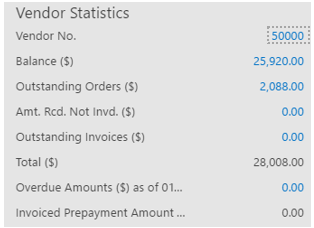 Vendor Statistics
Vendor No. 50000
Balance ($) 25,920.00
Outstanding Orders ($) 2,088.00
Amt. Rcd. Not Invd. ($) 0.00
Outstanding Invoices ($) 0.00
Total ($) 28,008.00
Overdue Amounts ($) as of 01... 0.00
Invoiced Prepayment Amount ... 0.00